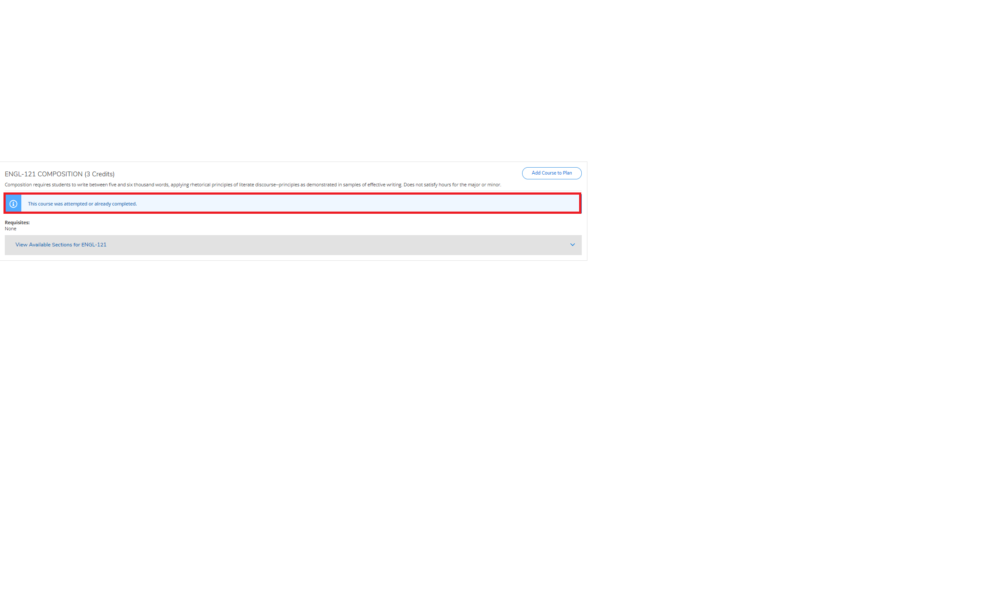 ENGL-121 COMPOSITION (3 Credits)
Add Course to Plan
Composition requires students to write between five and six thousand words, applying rhetorical principles of literate discourse--principles as demonstrated in samples of effective writing. Does not satisfy hours for the major or minor.
This course was attempted or already completed.
Requisites:
None
View Available Sections for ENGL-121